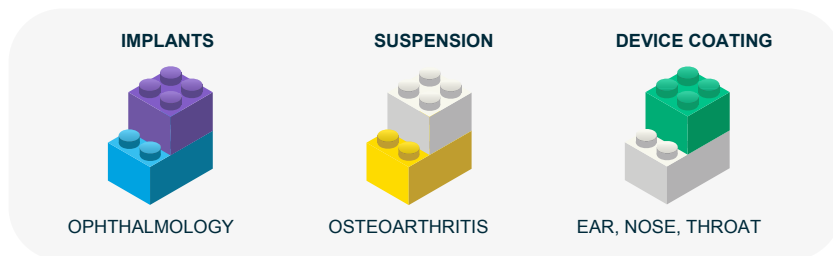 IMPLANTS
SUSPENSION
DEVICE COATING
OPHTHALMOLOGY
OSTEOARTHRITIS
EAR, NOSE, THROAT